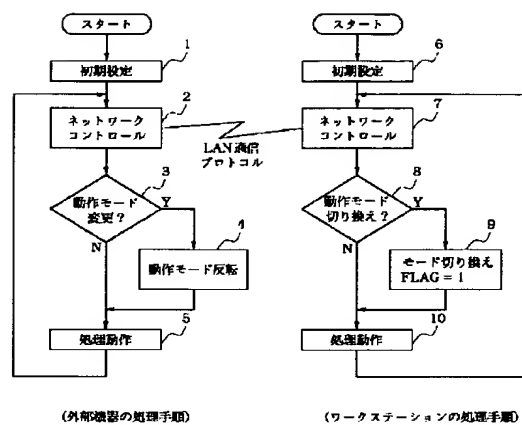 スタート
1
初期設定
2
ネットワーク
コントロール
LAN通信
プロトコル
3
動作モード
変更?
Y
N
4
動作モード反転
5
処理動作
(外部機器の処理手順)
スタート
6
初期設定
7
ネットワーク
コントロール
8
動作モード
切り換え?
Y
N
9
モード切り換え
FLAG = 1
10
処理動作
(ワークステーションの処理手順)